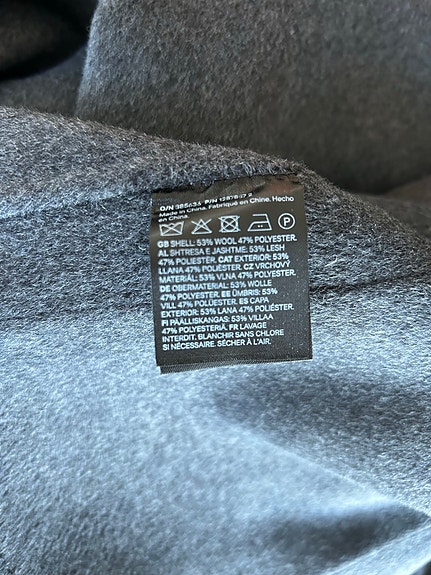 O/N 385634 P/N 1287837 2
Made in China. Fabriqué en Chine. Hecho
en China.
P
GB SHELL: 53% WOOL 47% POLYESTER.
AL SHTRESA E JASHTME: 53% LESH
47% POLIESTER. CAT EXTERIOR: 53%
LLANA 47% POLIÈSTER. CZ VRCHOVÝ
MATERIÁL: 53% VLNA 47% POLYESTER.
DE OBERMATERIAL: 53% WOLLE
47% POLYESTER. EE ÜMBRIS: 53%
VILL 47% POLÜESTER. ES CAPA
EXTERIOR: 53% LANA 47% POLIÉSTER.
FI PÄÄLLISKANGAS: 53% VILLAA
47% POLYESTERIÄ. FR LAVAGE
INTERDIT. BLANCHIR SANS CHLORE
SI NÉCESSAIRE. SÉCHER À L'AIR.